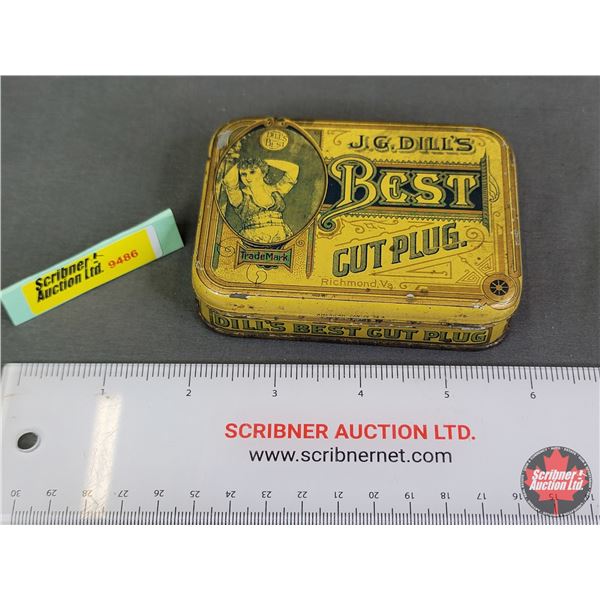 DILL'S
BEST
J.G. DILL'S
BEST
CUT PLUG.
Trade Mark
Richmond, Va.
DILL'S BEST CUT PLUG
Scribner
Auction Ltd. 9486
1 2 3 4 5 6
SCRIBNER AUCTION LTD.
www.scribnernet.com
Scribner
Auction Ltd.
30 29 28 27 26 25 24 23 22 21 20 19 18 17 16 15 14